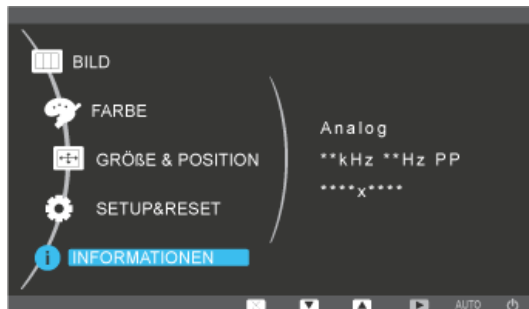 BILD
FARBE
GRÖßE & POSITION
SETUP&RESET
INFORMATIONEN
Analog
**kHz **Hz PP
****x****
AUTO